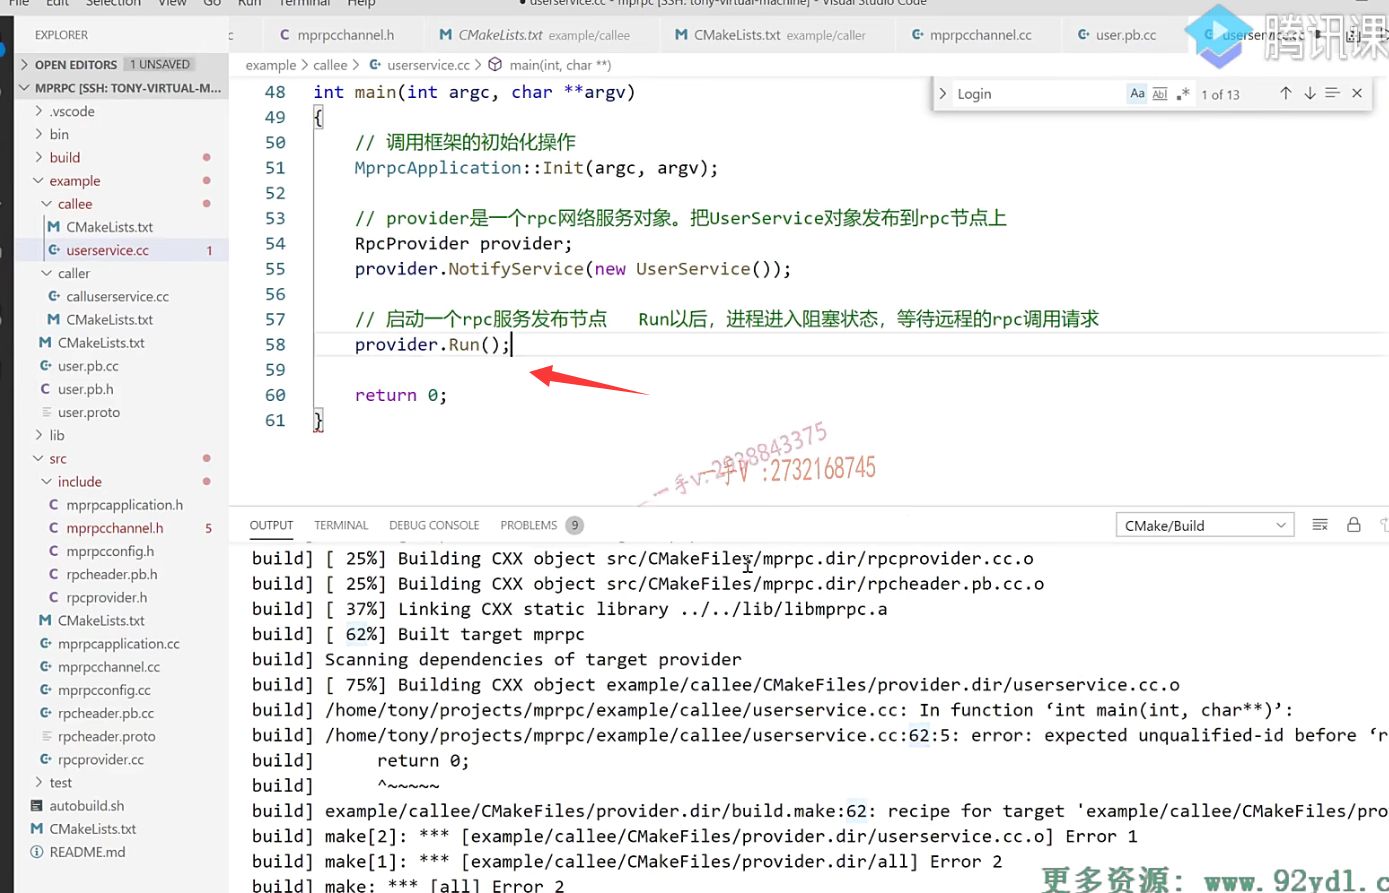 File Edit Selection View Go Run Terminal Help
userservice.cc - mprpc [SSH: tony-virtual-machine] - Visual Studio Code
EXPLORER
mprpcchannel.h
CMakeLists.txt example/callee
CMakeLists.txt example/caller
mprpcchannel.cc
user.pb.cc
腾讯课
OPEN EDITORS 1 UNSAVED
MPRPC [SSH: TONY-VIRTUAL-M...
.vscode
bin
build
example
callee
CMakeLists.txt
userservice.cc 1
caller
calluserservice.cc
CMakeLists.txt
CMakeLists.txt
user.pb.cc
user.pb.h
user.proto
lib
src
include
mprpcapplication.h
mprpcchannel.h 5
mprpcconfig.h
rpcheader.pb.h
rpcprovider.h
CMakeLists.txt
mprpcapplication.cc
mprpcchannel.cc
mprpcconfig.cc
rpcheader.pb.cc
rpcheader.proto
rpcprovider.cc
test
autobuild.sh
CMakeLists.txt
README.md
example > callee > userservice.cc > main(int, char **)
Login
Aa Abl .* 1 of 13
48 int main(int argc, char **argv)
49 {
50 // 调用框架的初始化操作
51 MprpcApplication::Init(argc, argv);
52
53 // provider是一个rpc网络服务对象。把UserService对象发布到rpc节点上
54 RpcProvider provider;
55 provider.NotifyService(new UserService());
56
57 // 启动一个rpc服务发布节点 Run以后，进程进入阻塞状态，等待远程的rpc调用请求
58 provider.Run();
59
60 return 0;
61 }
一手v:2938843375
一手V :2732168745
OUTPUT TERMINAL DEBUG CONSOLE PROBLEMS 9
CMake/Build
build] [ 25%] Building CXX object src/CMakeFiles/mprpc.dir/rpcprovider.cc.o
build] [ 25%] Building CXX object src/CMakeFiles/mprpc.dir/rpcheader.pb.cc.o
build] [ 37%] Linking CXX static library ../../lib/libmprpc.a
build] [ 62%] Built target mprpc
build] Scanning dependencies of target provider
build] [ 75%] Building CXX object example/callee/CMakeFiles/provider.dir/userservice.cc.o
build] /home/tony/projects/mprpc/example/callee/userservice.cc: In function ‘int main(int, char**)’:
build] /home/tony/projects/mprpc/example/callee/userservice.cc:62:5: error: expected unqualified-id before ‘r
build] return 0;
build] ^~~~~~
build] example/callee/CMakeFiles/provider.dir/build.make:62: recipe for target 'example/callee/CMakeFiles/pro
build] make[2]: *** [example/callee/CMakeFiles/provider.dir/userservice.cc.o] Error 1
build] make[1]: *** [example/callee/CMakeFiles/provider.dir/all] Error 2
build] make: *** [all] Error 2
更多资源: www.92ydl.c